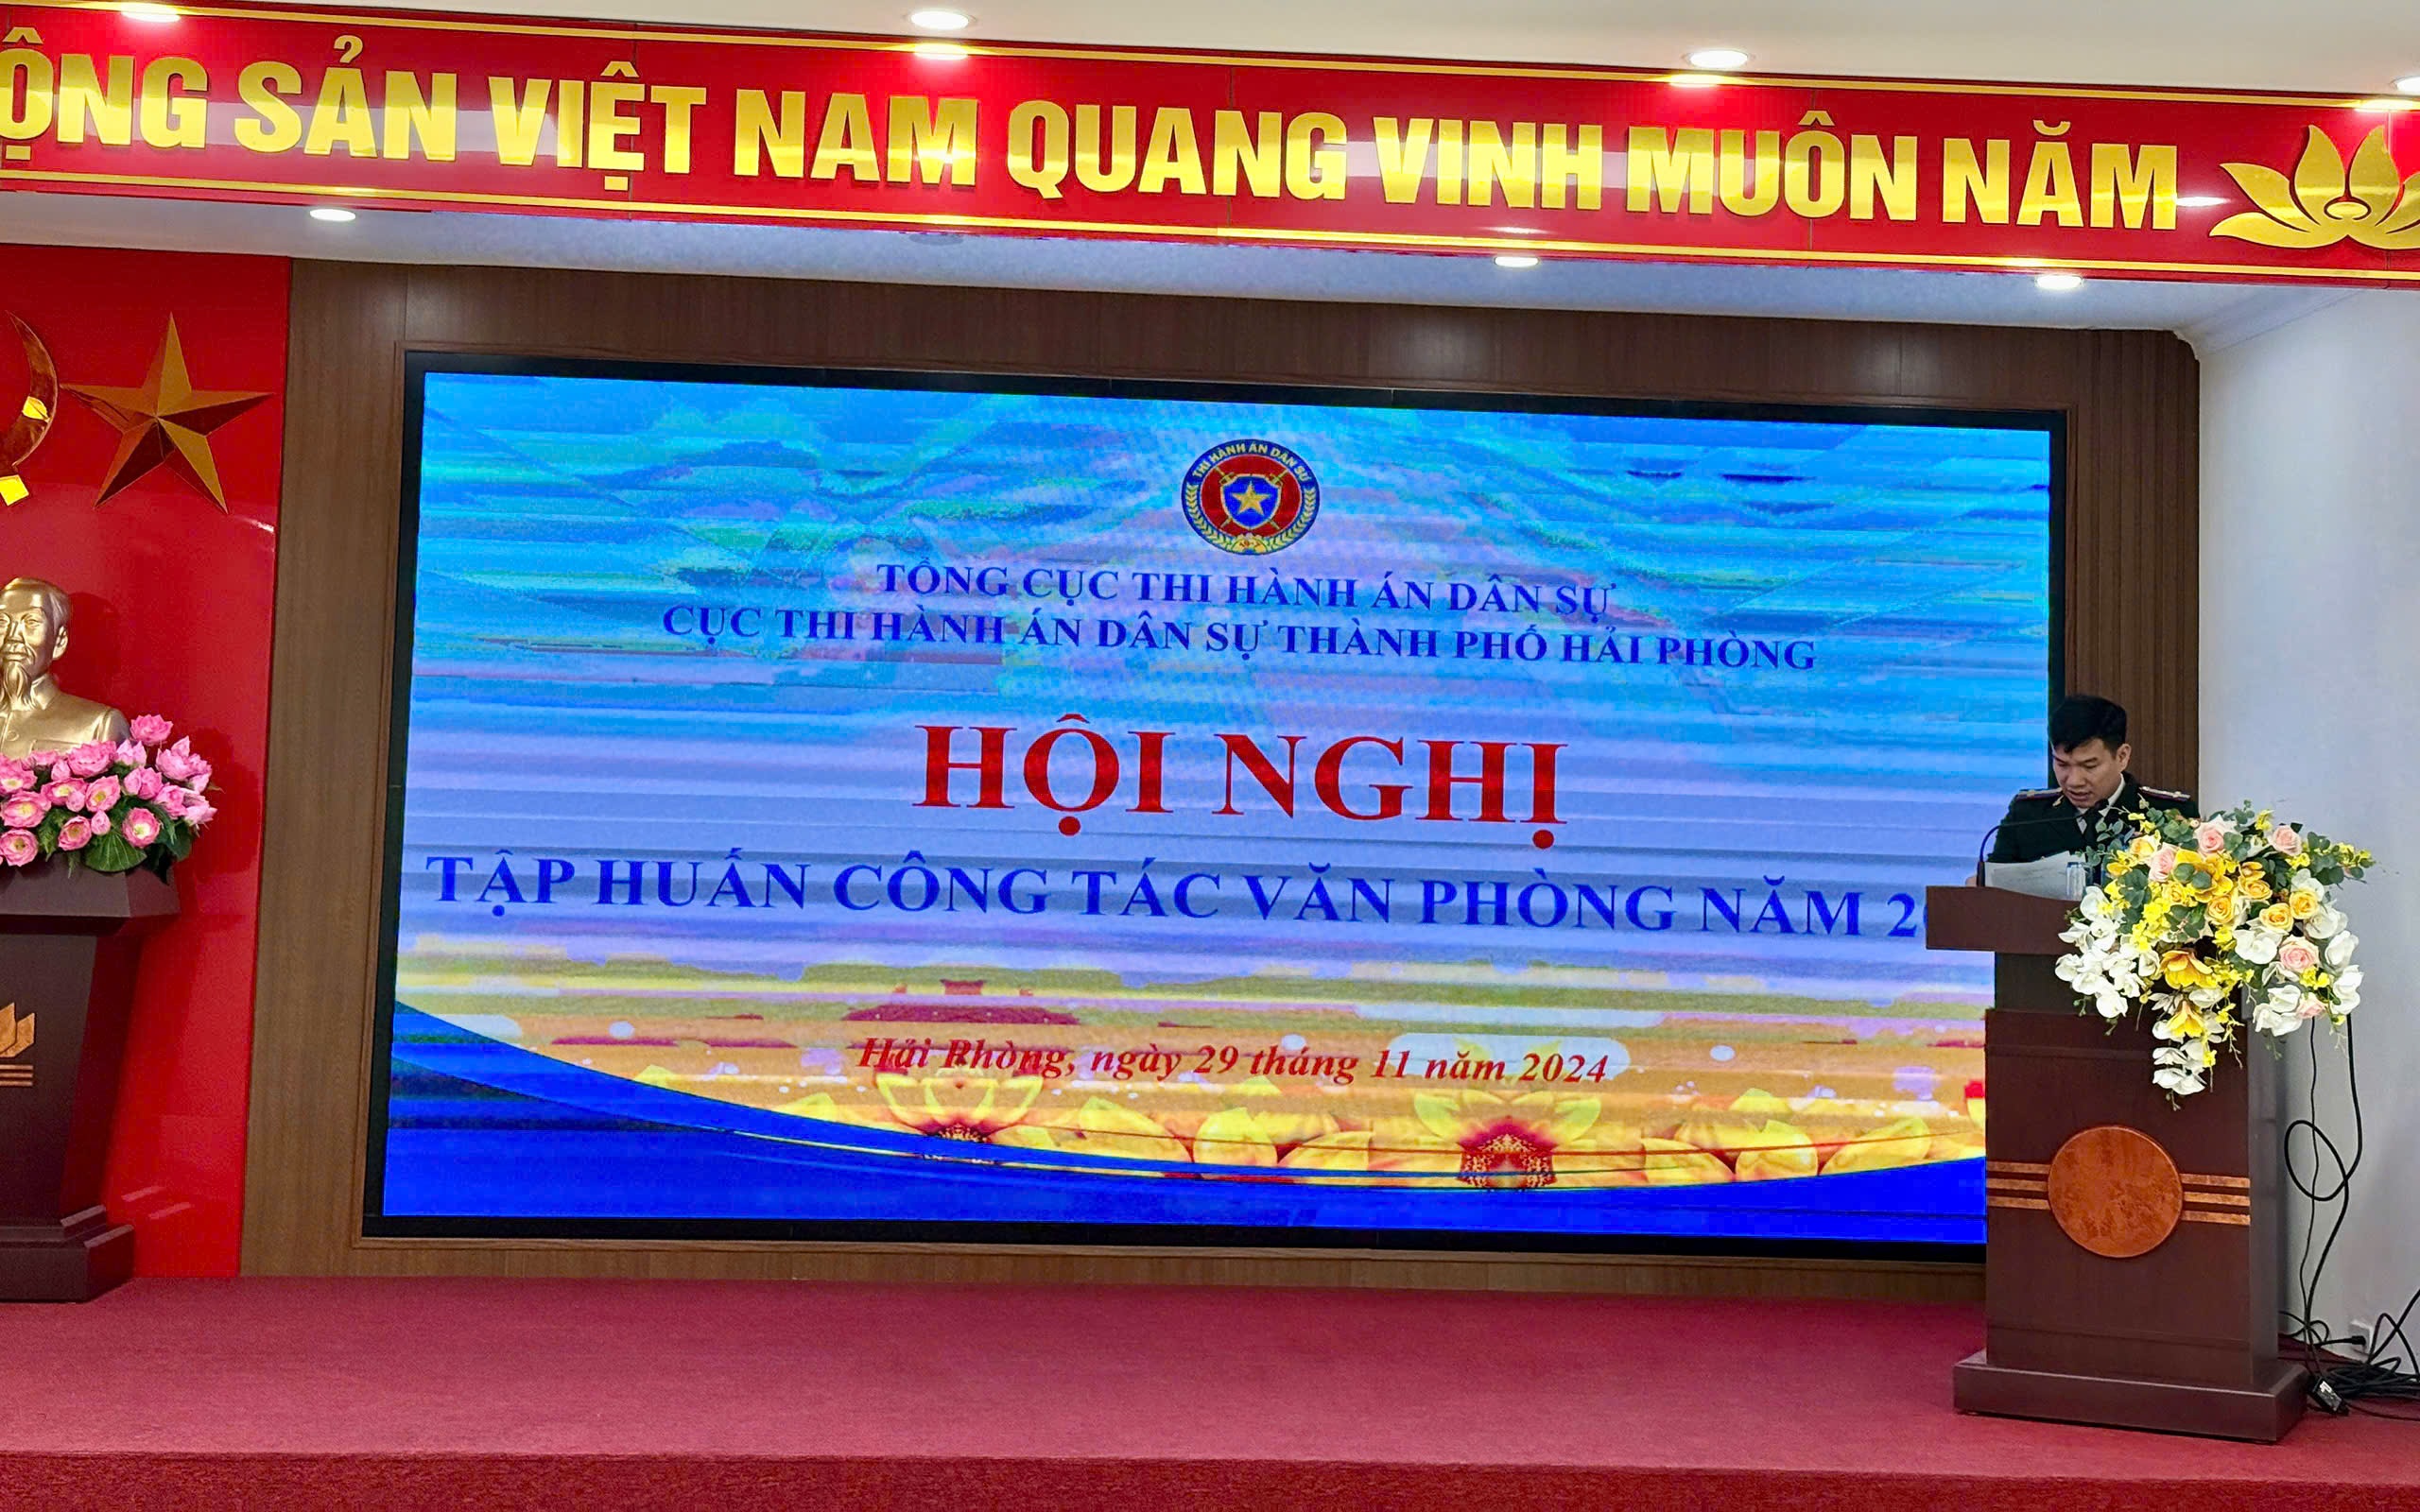 ỘNG SẢN VIỆT NAM QUANG VINH MUÔN NĂM
THI HÀNH ÁN DÂN SỰ
TỔNG CỤC THI HÀNH ÁN DÂN SỰ
CỤC THI HÀNH ÁN DÂN SỰ THÀNH PHỐ HẢI PHÒNG
HỘI NGHỊ
TẬP HUẤN CÔNG TÁC VĂN PHÒNG NĂM 20
Hải Phòng, ngày 29 tháng 11 năm 2024